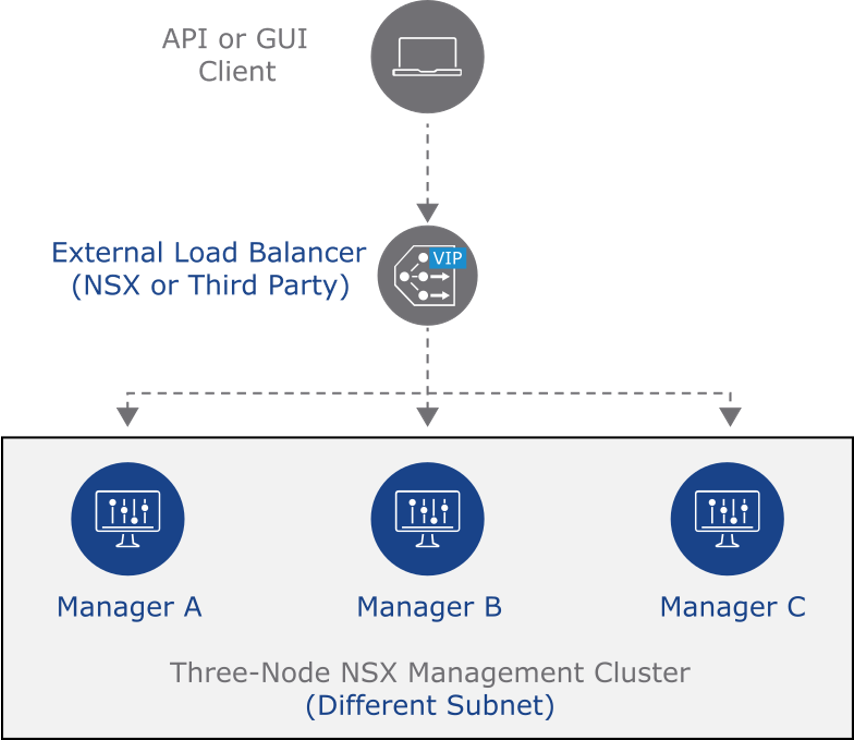 API or GUI
Client
External Load Balancer
(NSX or Third Party)
VIP
Manager A
Manager B
Manager C
Three-Node NSX Management Cluster
(Different Subnet)